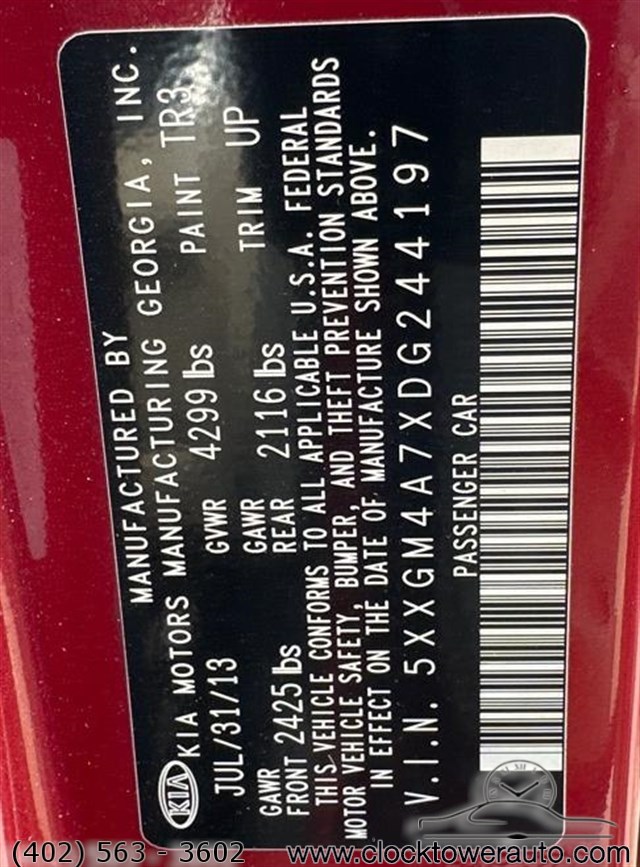 MANUFACTURED BY
KIA KIA MOTORS MANUFACTURING GEORGIA, INC.
JUL/31/13 GVWR 4299 lbs PAINT TR3
GAWR GAWR
FRONT 2425 lbs REAR 2116 lbs TRIM UP
THIS VEHICLE CONFORMS TO ALL APPLICABLE U.S.A. FEDERAL
MOTOR VEHICLE SAFETY, BUMPER, AND THEFT PREVENTION STANDARDS
IN EFFECT ON THE DATE OF MANUFACTURE SHOWN ABOVE.
V.I.N. 5XXGM4A7XDG244197
PASSENGER CAR
(402) 563 - 3602 www.clocktowerauto.com